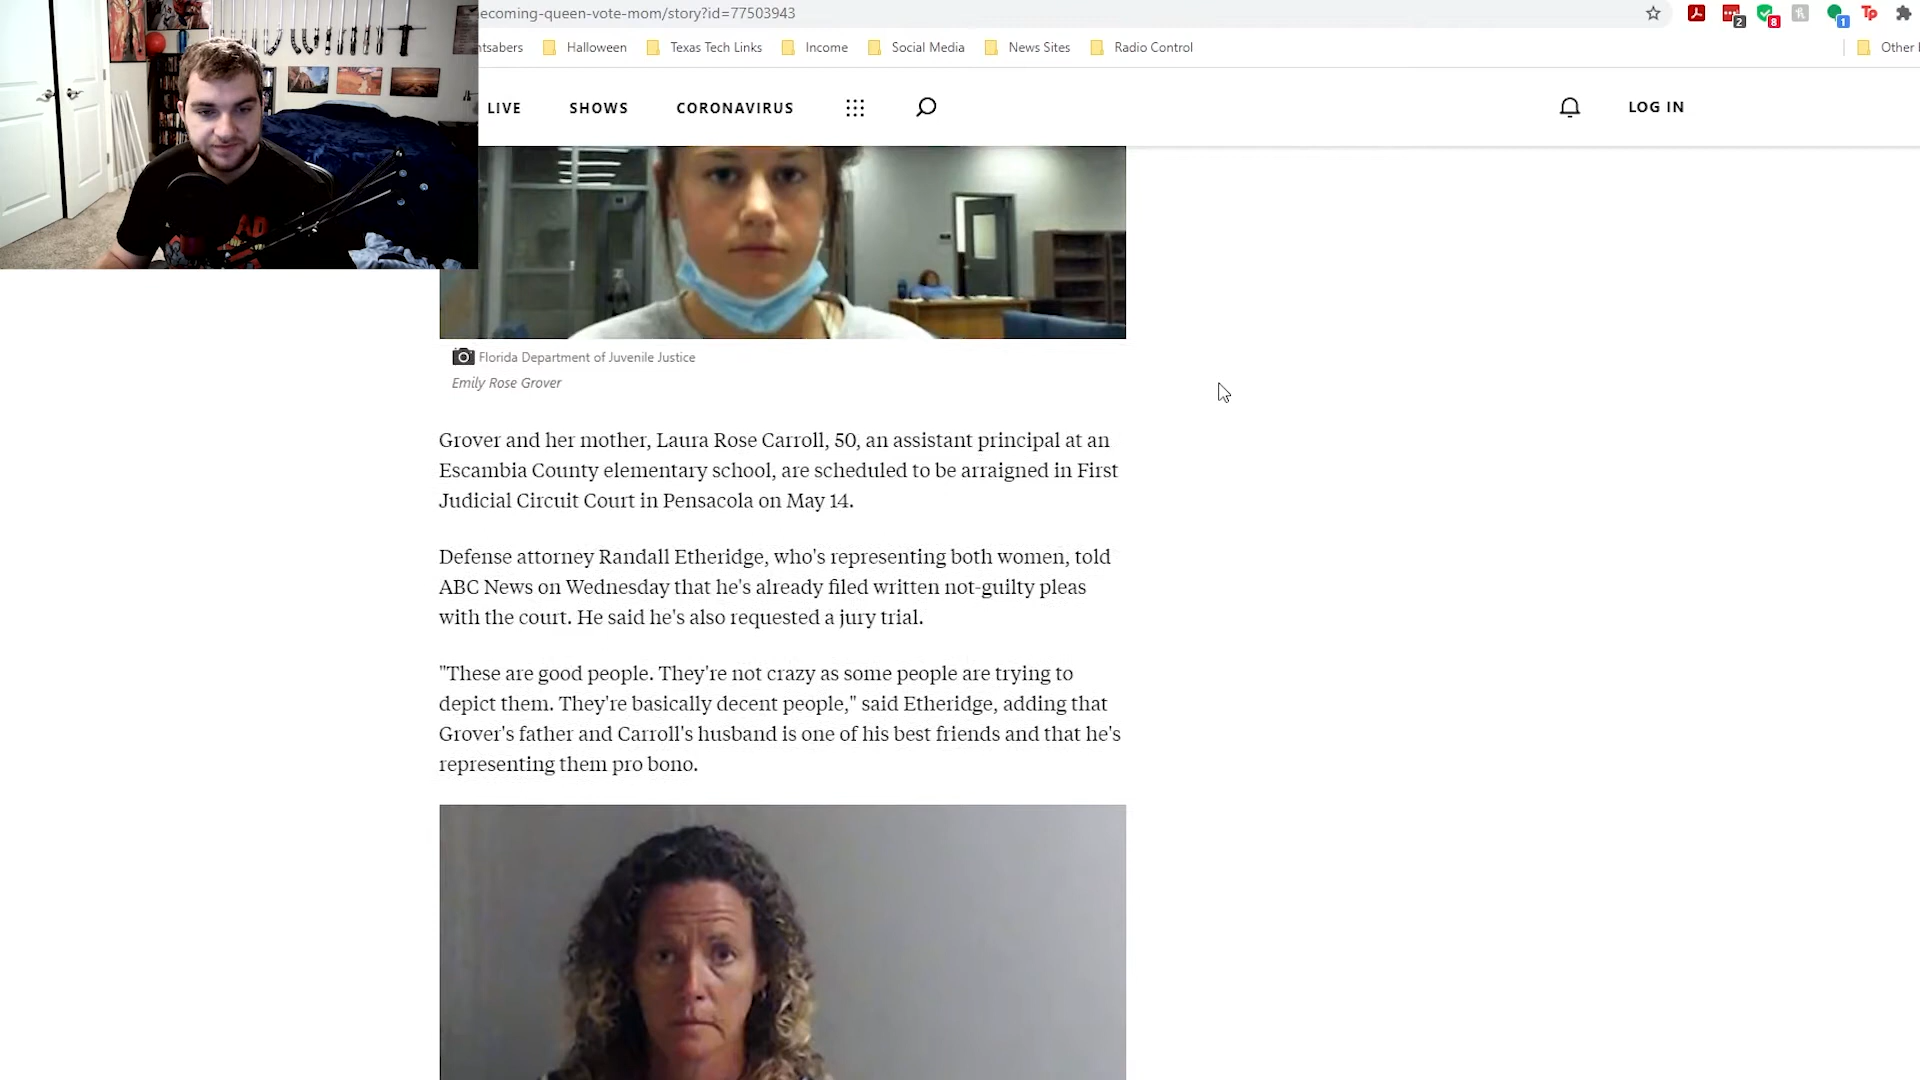 ecoming-queen-vote-mom/story?id=77503943
2
8
1
Tp
ntsabers
Halloween
Texas Tech Links
Income
Social Media
News Sites
Radio Control
Other
LIVE
SHOWS
CORONAVIRUS
LOG IN
AD
Florida Department of Juvenile Justice
Emily Rose Grover
Grover and her mother, Laura Rose Carroll, 50, an assistant principal at an
Escambia County elementary school, are scheduled to be arraigned in First
Judicial Circuit Court in Pensacola on May 14.
Defense attorney Randall Etheridge, who's representing both women, told
ABC News on Wednesday that he's already filed written not-guilty pleas
with the court. He said he's also requested a jury trial.
"These are good people. They're not crazy as some people are trying to
depict them. They're basically decent people," said Etheridge, adding that
Grover's father and Carroll's husband is one of his best friends and that he's
representing them pro bono.